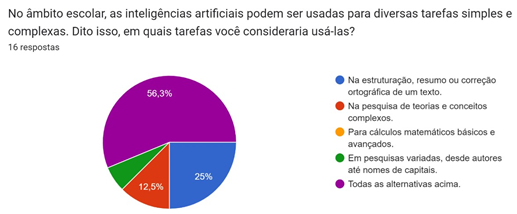 No âmbito escolar, as inteligências artificiais podem ser usadas para diversas tarefas simples e
complexas. Dito isso, em quais tarefas você consideraria usá-las?
16 respostas
56,3%
12,5%
25%
Na estruturação, resumo ou correção
ortográfica de um texto.
Na pesquisa de teorias e conceitos
complexos.
Para cálculos matemáticos básicos e
avançados.
Em pesquisas variadas, desde autores
até nomes de capitais.
Todas as alternativas acima.